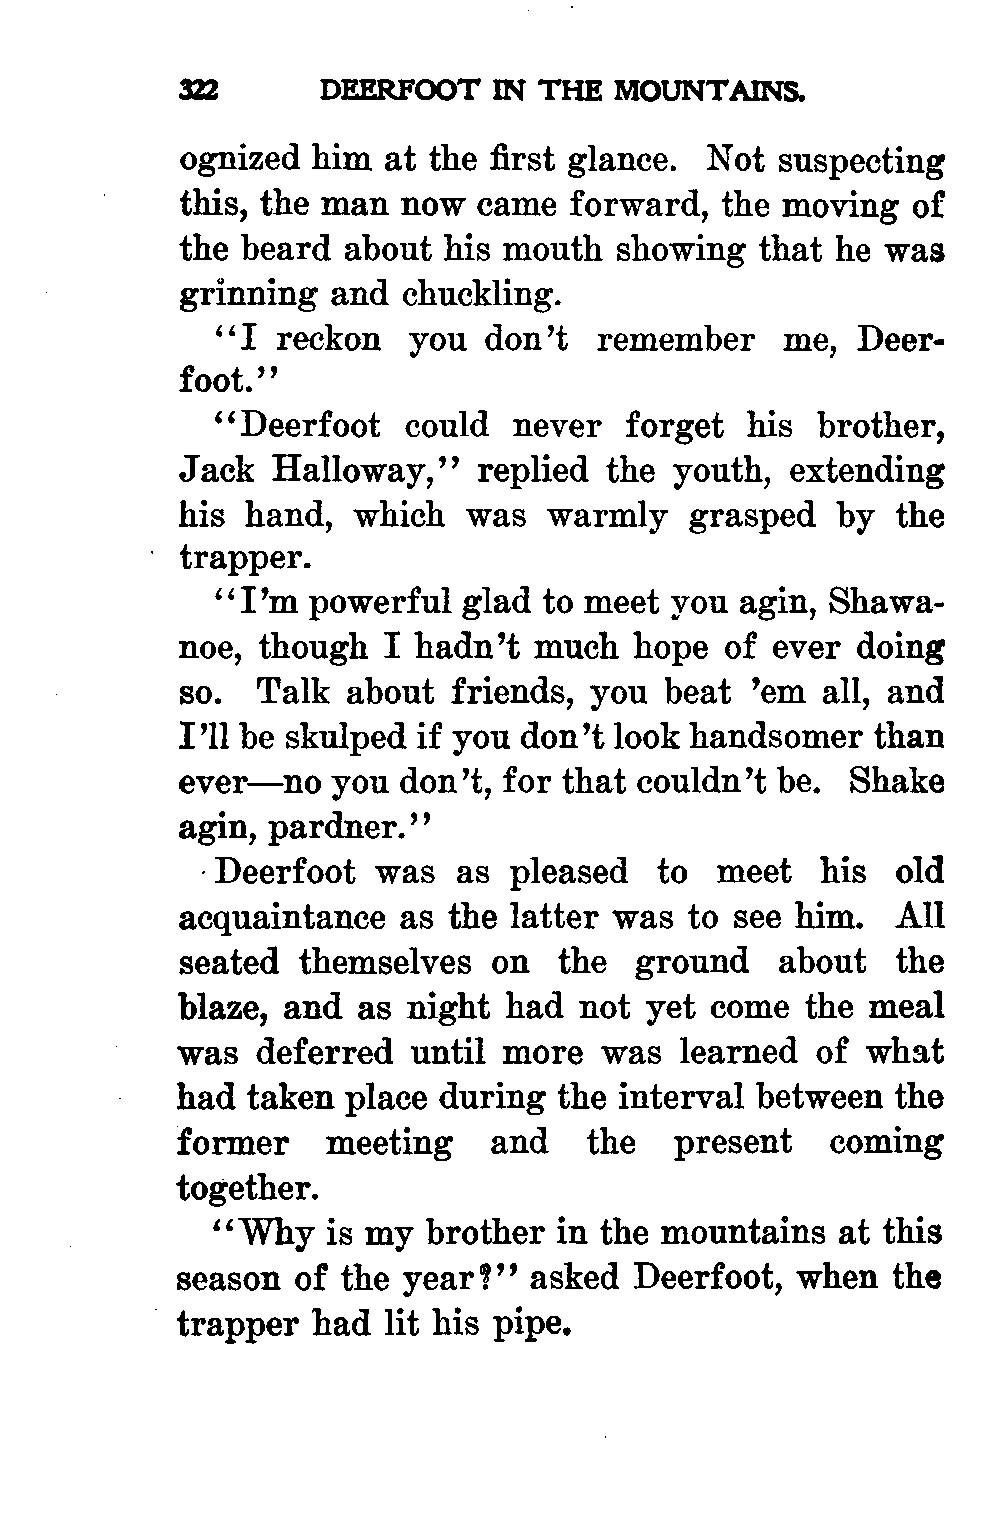 322 DEERFOOT IN THE MOUNTAINS.
ognized him at the first glance. Not suspecting
this, the man now came forward, the moving of
the beard about his mouth showing that he was
grinning and chuckling.
“I reckon you don’t remember me, Deer-
foot.”
“Deerfoot could never forget his brother,
Jack Halloway,” replied the youth, extending
his hand, which was warmly grasped by the
trapper.
“I’m powerful glad to meet you agin, Shawa-
noe, though I hadn’t much hope of ever doing
so. Talk about friends, you beat ’em all, and
I’ll be skulped if you don’t look handsomer than
ever—no you don’t, for that couldn’t be. Shake
agin, pardner.”
Deerfoot was as pleased to meet his old
acquaintance as the latter was to see him. All
seated themselves on the ground about the
blaze, and as night had not yet come the meal
was deferred until more was learned of what
had taken place during the interval between the
former meeting and the present coming
together.
“Why is my brother in the mountains at this
season of the year?” asked Deerfoot, when the
trapper had lit his pipe.